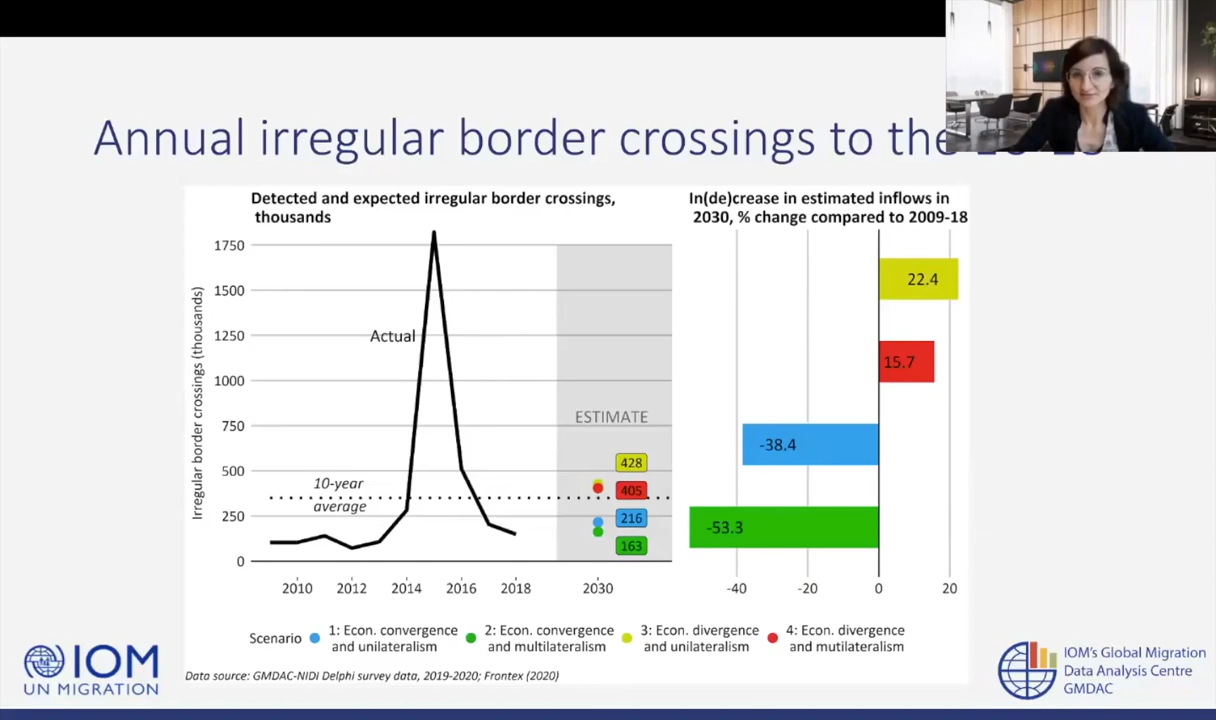 Annual irregular border crossings to the
Detected and expected irregular border crossings,
thousands
Irregular border crossings (thousands)
1750
1500
1250
1000
750
500
250
0
Actual
ESTIMATE
10-year
average
428
405
216
163
2010
2012
2014
2016
2018
2030
In(de)crease in estimated inflows in
2030, % change compared to 2009-18
22.4
15.7
-38.4
-53.3
-40
-20
0
20
Scenario
1: Econ. convergence
and unilateralism
2: Econ. convergence
and multilateralism
3: Econ. divergence
and unilateralism
4: Econ. divergence
and mutilateralism
Data source: GMDAC-NIDI Delphi survey data, 2019-2020; Frontex (2020)
IOM
UN MIGRATION
IOM's Global Migration
Data Analysis Centre
GMDAC